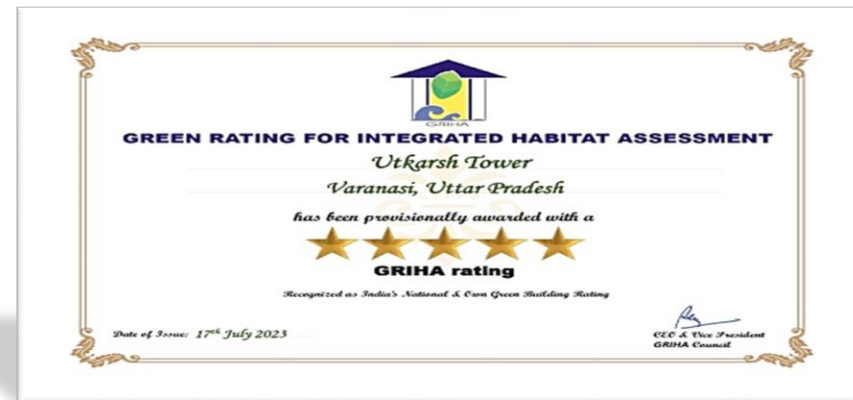 GRIHA
GREEN RATING FOR INTEGRATED HABITAT ASSESSMENT
Utkarsh Tower
Varanasi, Uttar Pradesh
has been provisionally awarded with a
GRIHA rating
Recognized as India's National & Own Green Building Rating
Date of Issue: 17th July 2023
CEO & Vice President
GRIHA Council